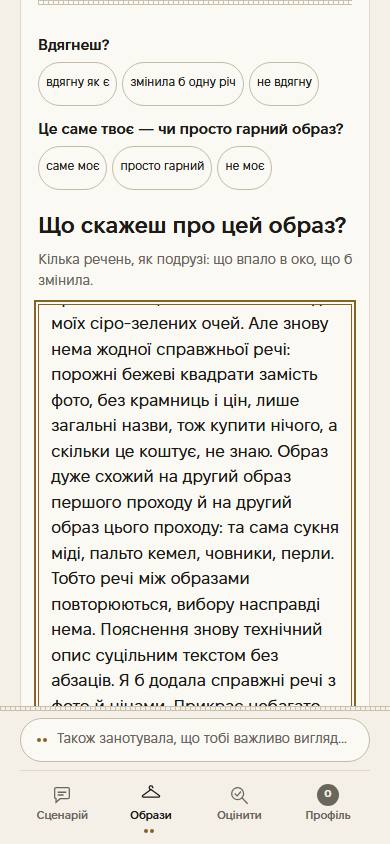 Вдягнеш?
вдягну як є
змінила б одну річ
не вдягну
Це саме твоє — чи просто гарний образ?
саме моє
просто гарний
не моє
Що скажеш про цей образ?
Кілька речень, як подрузі: що впало в око, що б
змінила.
моїх сіро-зелених очей. Але знову
нема жодної справжньої речі:
порожні бежеві квадрати замість
фото, без крамниць і цін, лише
загальні назви, тож купити нічого, а
скільки це коштує, не знаю. Образ
дуже схожий на другий образ
першого проходу й на другий
образ цього проходу: та сама сукня
міді, пальто кемел, човники, перли.
Тобто речі між образами
повторюються, вибору насправді
нема. Пояснення знову технічний
опис суцільним текстом без
абзаців. Я б додала справжні речі з
Також занотувала, що тобі важливо вигляд...
Сценарій
Образи
Оцінити
О
Профіль